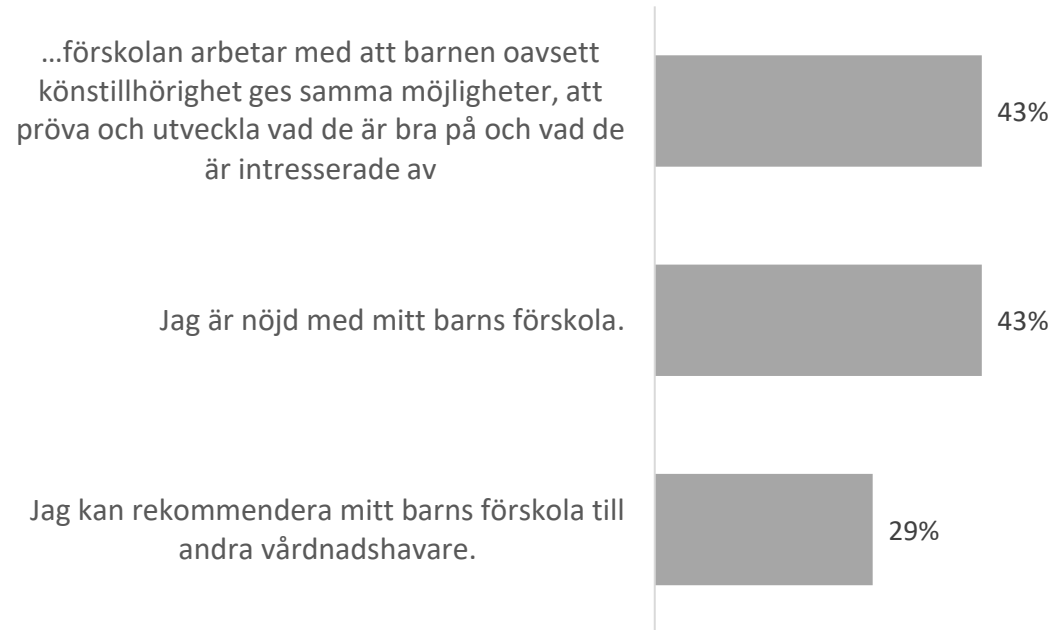 ...förskolan arbetar med att barnen oavsett
könstillhörighet ges samma möjligheter, att
pröva och utveckla vad de är bra på och vad de
är intresserade av
43%
Jag är nöjd med mitt barns förskola.
43%
Jag kan rekommendera mitt barns förskola till
andra vårdnadshavare.
29%